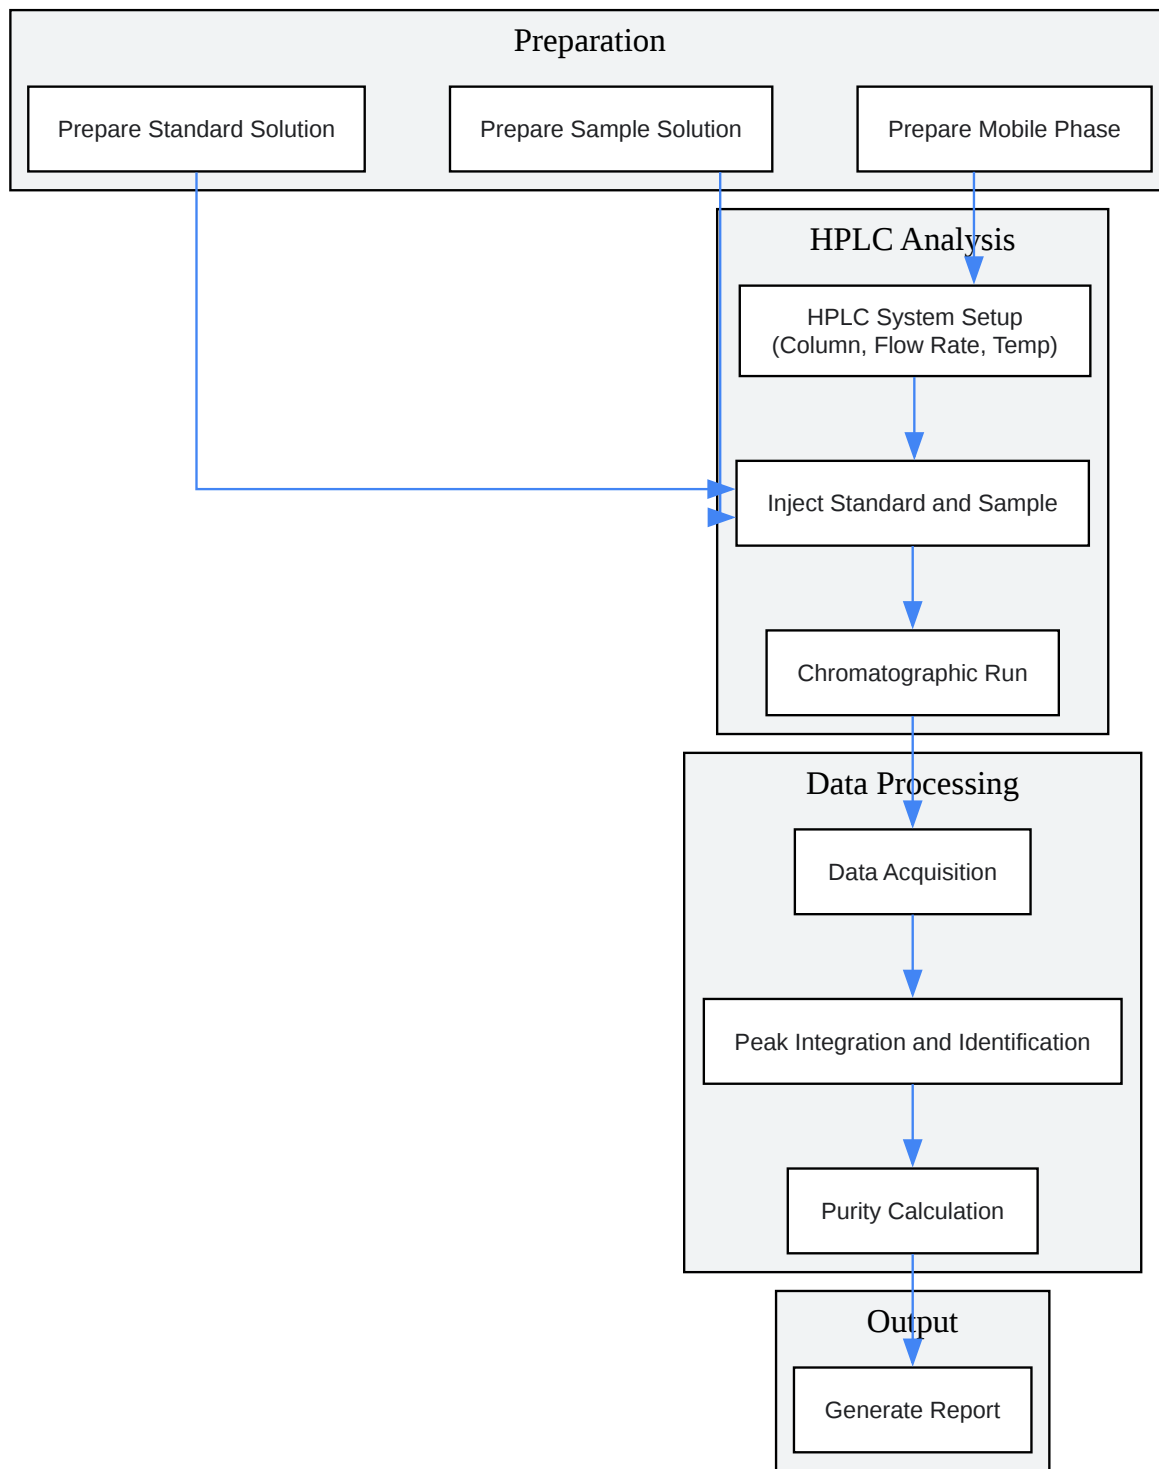 Preparation
Prepare Standard Solution
Prepare Sample Solution
Prepare Mobile Phase
HPLC Analysis
HPLC System Setup
(Column, Flow Rate, Temp)
Inject Standard and Sample
Chromatographic Run
Data Processing
Data Acquisition
Peak Integration and Identification
Purity Calculation
Output
Generate Report